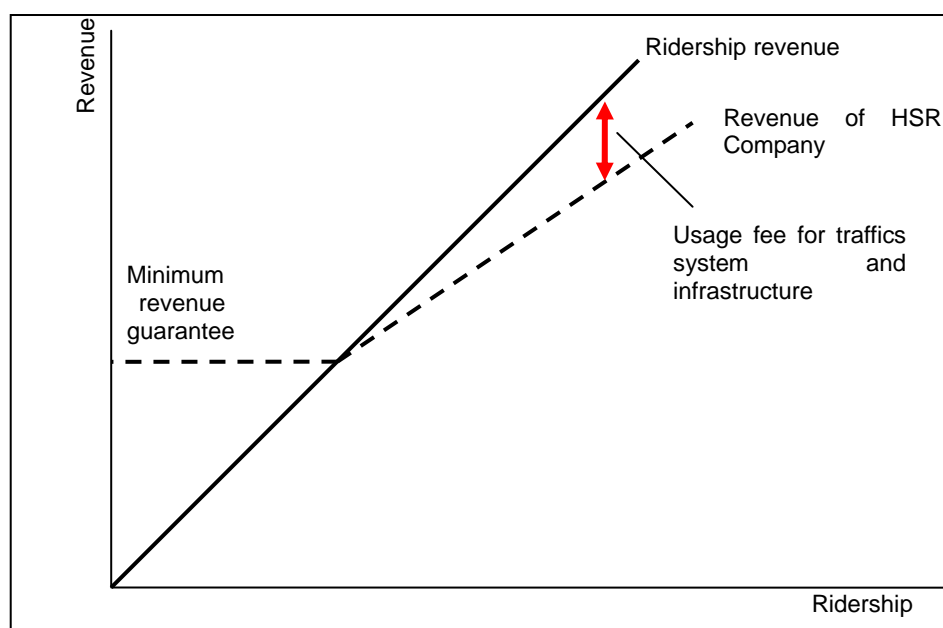 Revenue
Ridership revenue
Revenue of HSR
Company
Usage fee for traffics
system and
infrastructure
Minimum
revenue
guarantee
Ridership